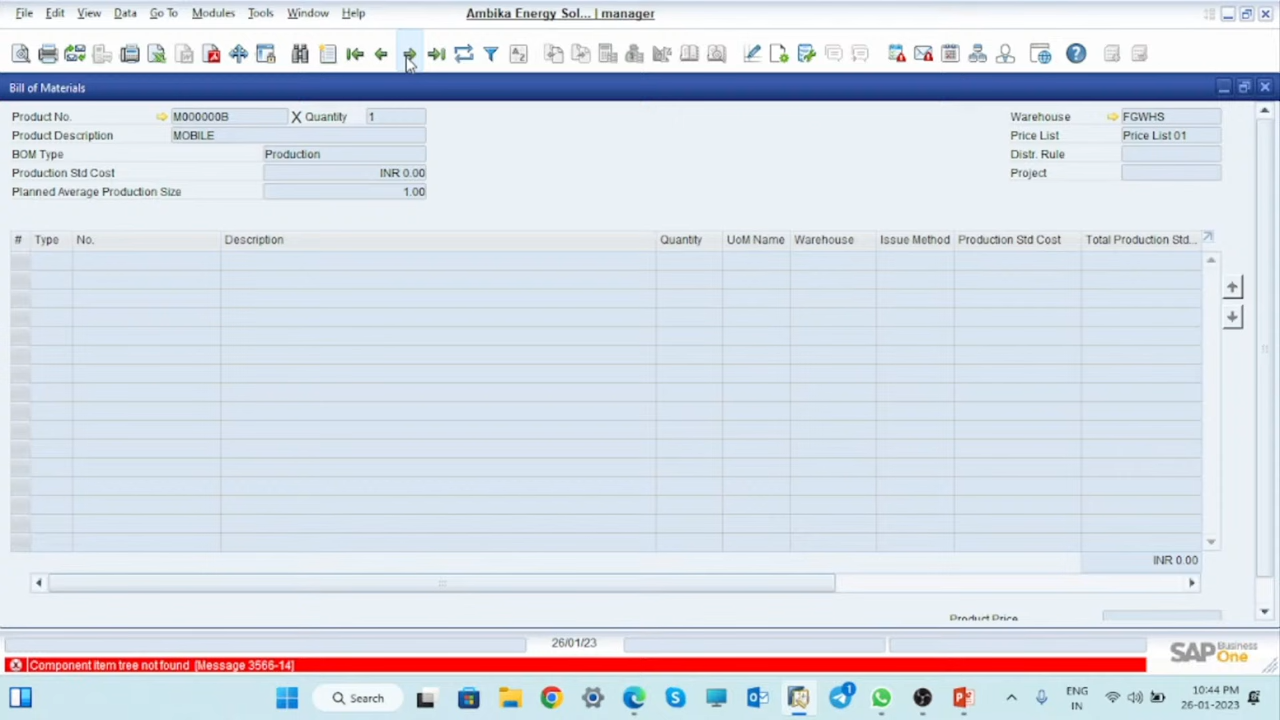 File Edit View Data Go To Modules Tools Window Help Ambika Energy Sol... | manager
Bill of Materials
Product No. M000000B X Quantity 1 Warehouse FGWHS
Product Description MOBILE Price List Price List 01
BOM Type Production Distr. Rule
Production Std Cost INR 0.00 Project
Planned Average Production Size 1.00
# Type No. Description Quantity UoM Name Warehouse Issue Method Production Std Cost Total Production Std...
INR 0.00
Product Price
26/01/23
Component item tree not found [Message 3566-14]
SAP Business One
Search 1 ENG IN 10:44 PM 26-01-2023